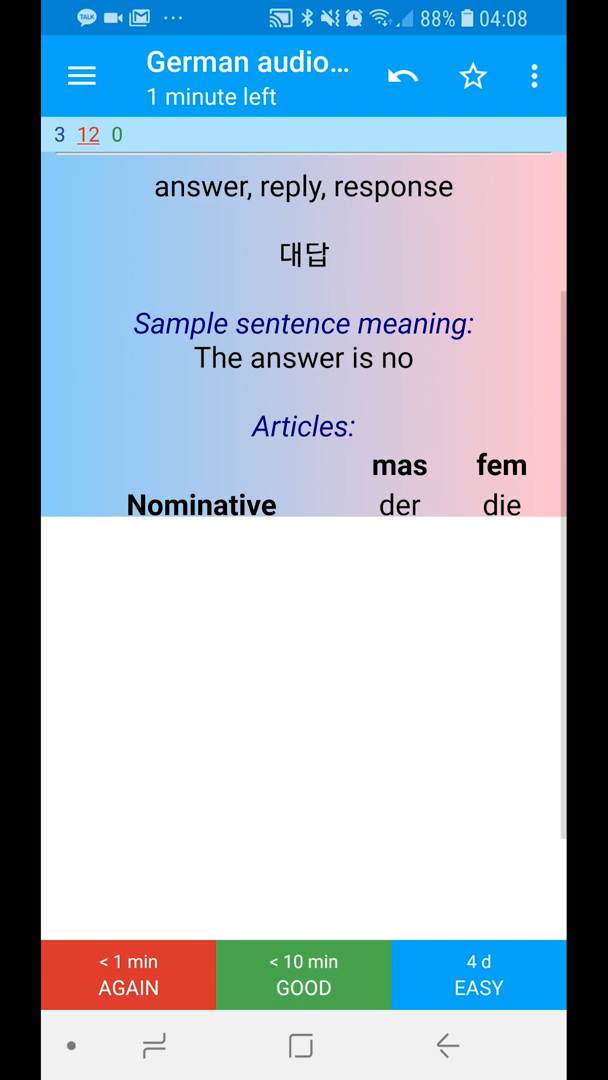 TALK 88% 04:08
German audio...
1 minute left
3 12 0
answer, reply, response
대답
Sample sentence meaning:
The answer is no
Articles:
mas fem
Nominative der die
< 1 min < 10 min 4 d
AGAIN GOOD EASY